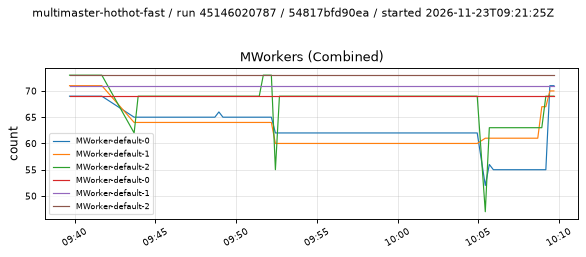 multimaster-hothot-fast / run 45146020787 / 54817bfd90ea / started 2026-11-23T09:21:25Z
MWorkers (Combined)
count
70
65
60
55
50
MWorker-default-0
MWorker-default-1
MWorker-default-2
MWorker-default-0
MWorker-default-1
MWorker-default-2
09:40
09:45
09:50
09:55
10:00
10:05
10:10